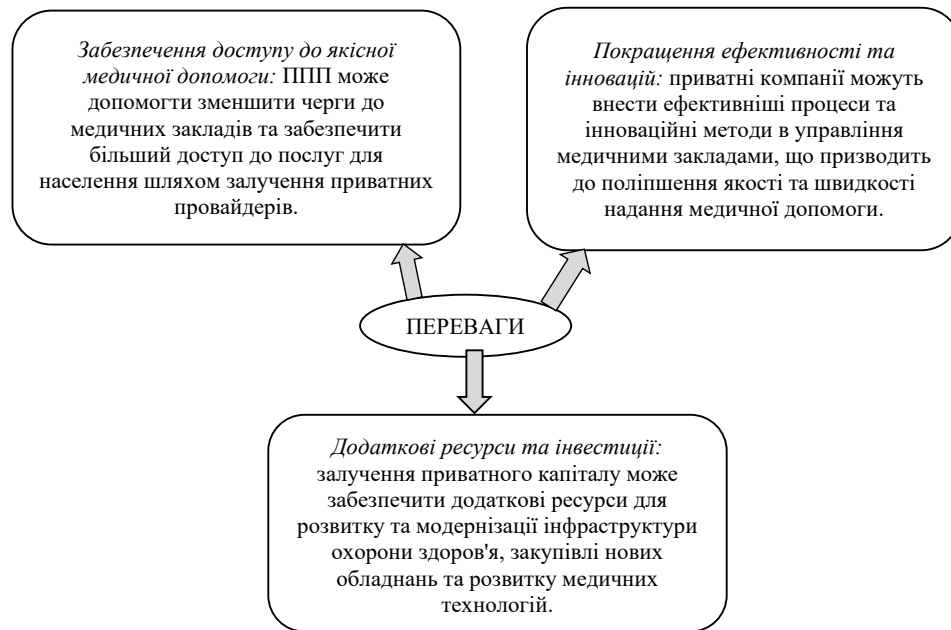 Забезпечення доступу до якісної
медичної допомоги: ППП може
допомогти зменшити черги до
медичних закладів та забезпечити
більший доступ до послуг для
населення шляхом залучення приватних
провайдерів.
Покращення ефективності та
інновацій: приватні компанії можуть
внести ефективніші процеси та
інноваційні методи в управління
медичними закладами, що призводить
до поліпшення якості та швидкості
надання медичної допомоги.
ПЕРЕВАГИ
Додаткові ресурси та інвестиції:
залучення приватного капіталу може
забезпечити додаткові ресурси для
розвитку та модернізації інфраструктури
охорони здоров'я, закупівлі нових
обладнань та розвитку медичних
технологій.